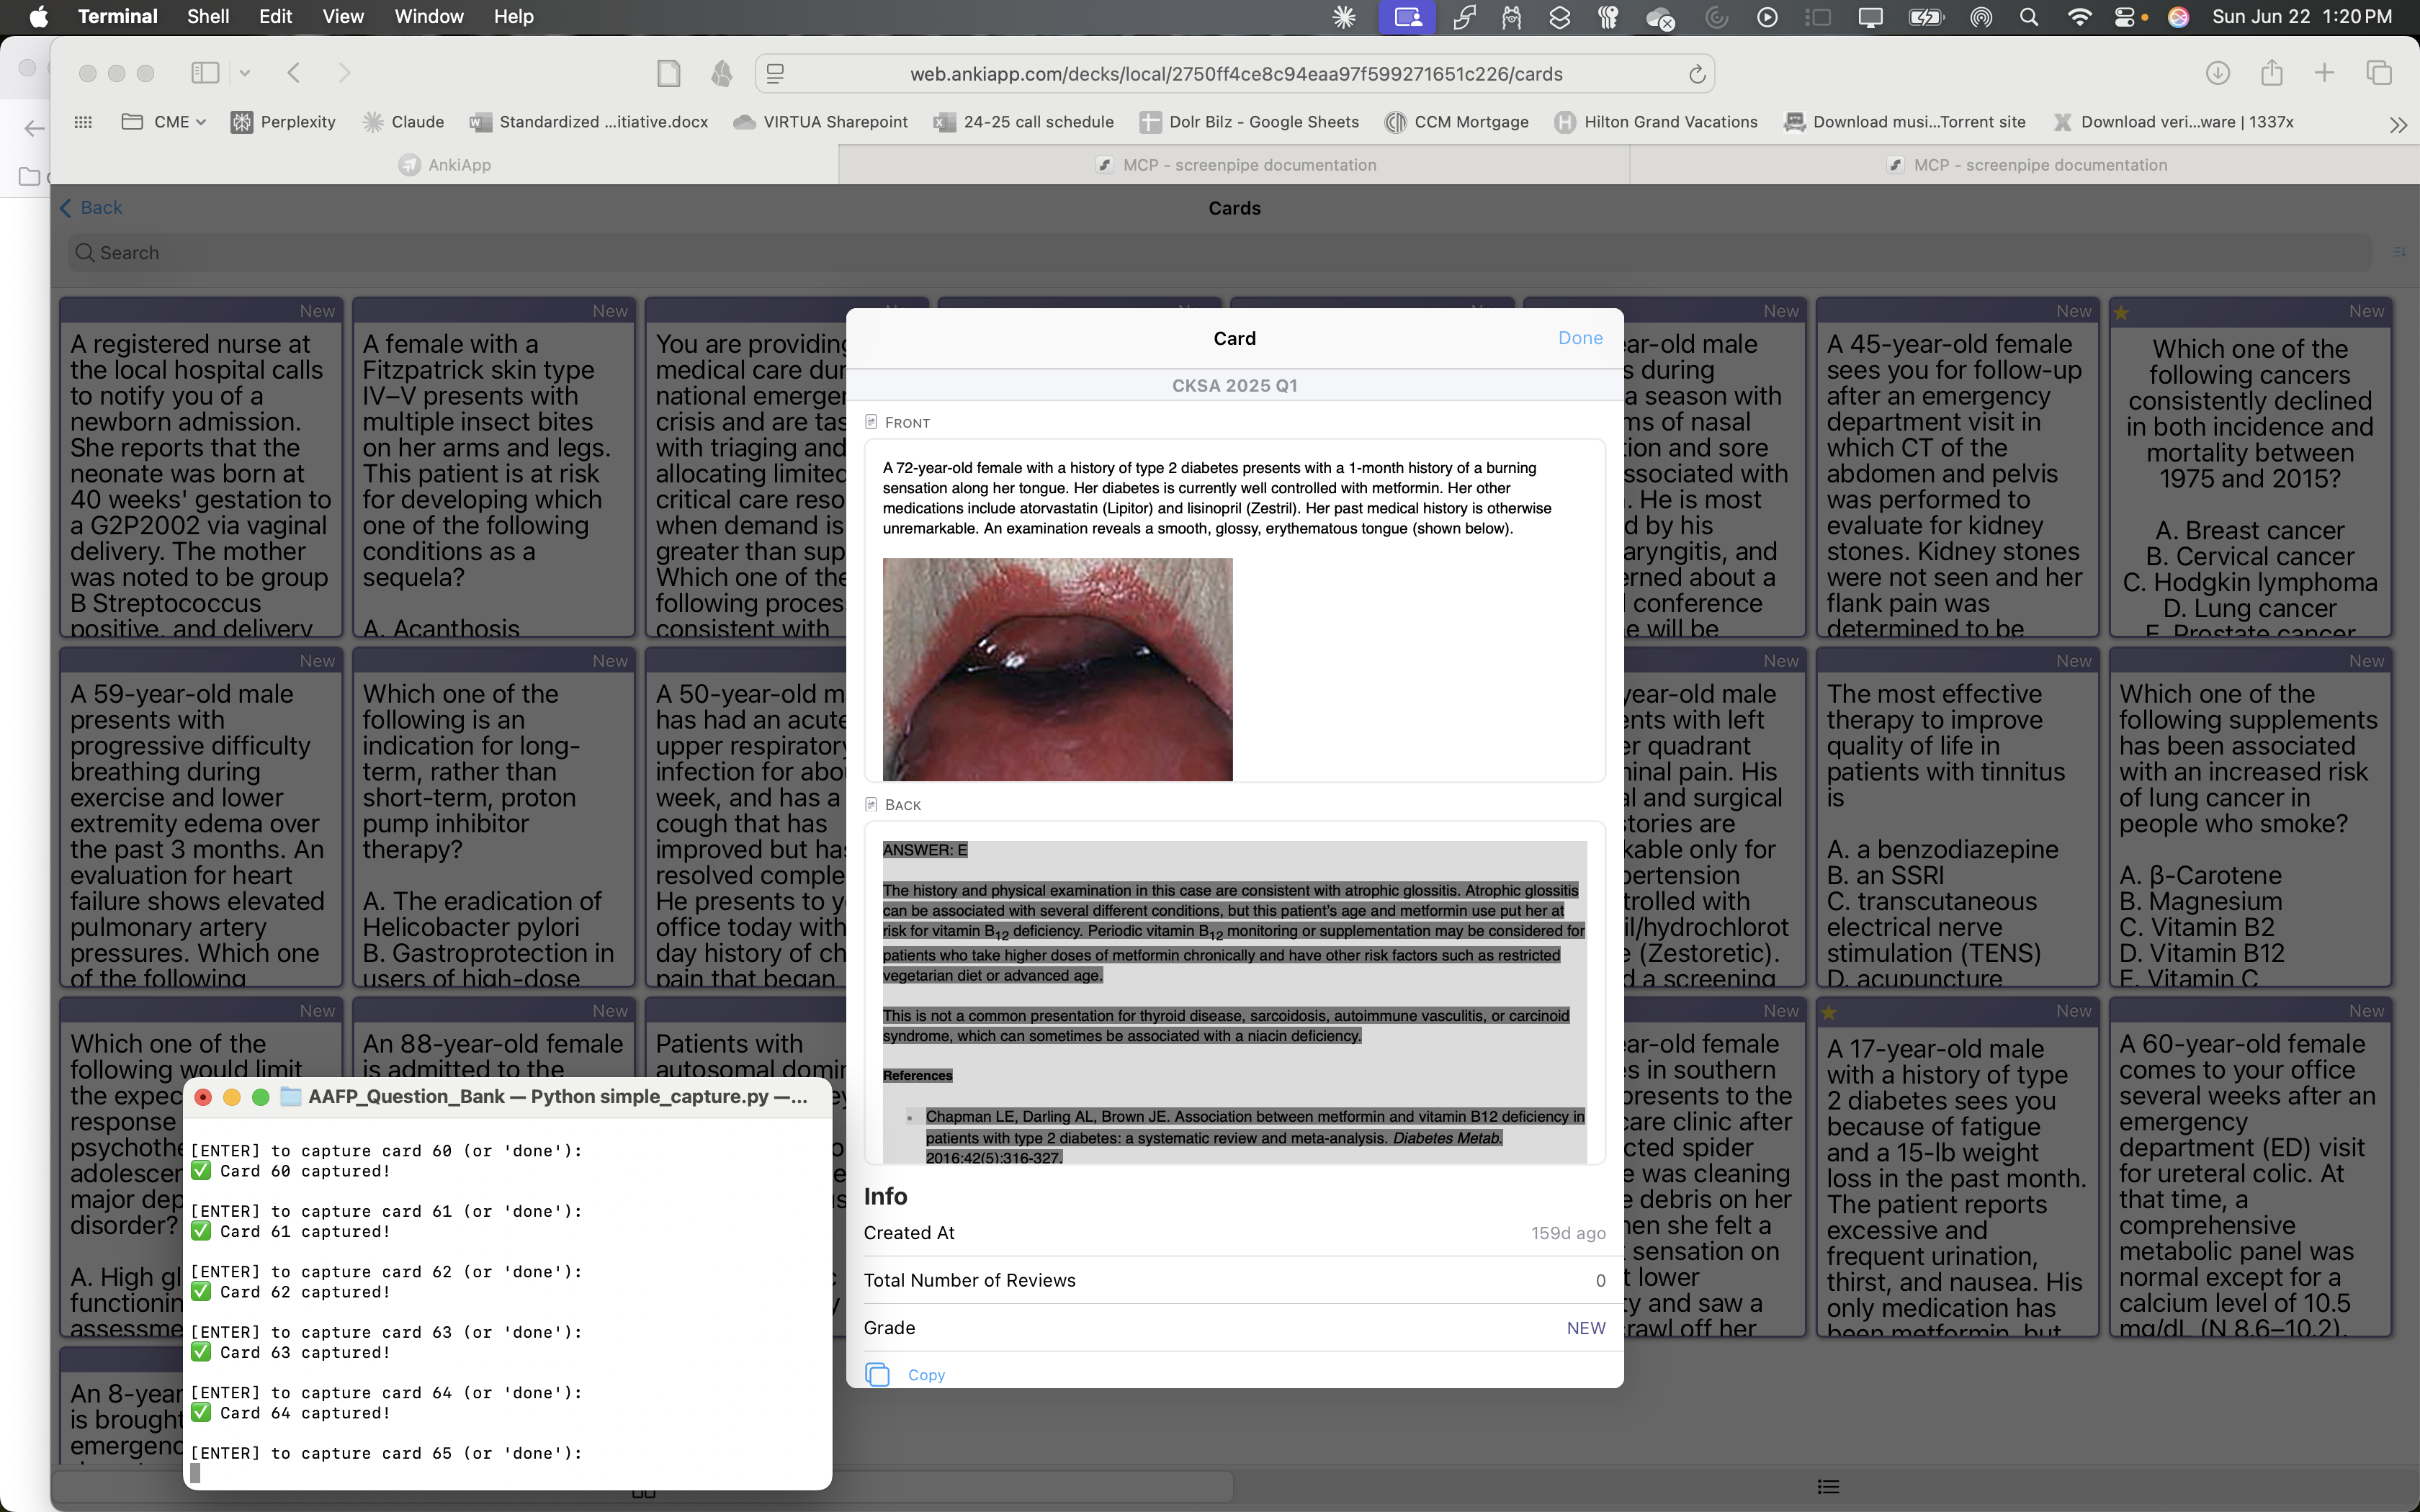 Terminal Shell Edit View Window Help
Sun Jun 22 1:20 PM
web.ankiapp.com/decks/local/2750ff4ce8c94eaa97f599271651c226/cards
CME
Perplexity
Claude
Standardized ...itiative.docx
VIRTUA Sharepoint
24-25 call schedule
Dolr Bilz - Google Sheets
CCM Mortgage
Hilton Grand Vacations
Download musi...Torrent site
Download veri...ware | 1337x
AnkiApp
MCP - screenpipe documentation
MCP - screenpipe documentation
Back
Cards
Search
New
A registered nurse at
the local hospital calls
to notify you of a
newborn admission.
She reports that the
neonate was born at
40 weeks' gestation to
a G2P2002 via vaginal
delivery. The mother
was noted to be group
B Streptococcus
positive, and delivery
New
A female with a
Fitzpatrick skin type
IV–V presents with
multiple insect bites
on her arms and legs.
This patient is at risk
for developing which
one of the following
conditions as a
sequela?
A. Acanthosis
You are providing
medical care dur
national emerger
crisis and are tas
with triaging and
allocating limited
critical care reso
when demand is
greater than sup
Which one of the
following proces
consistent with
New
ar-old male
s during
a season with
ms of nasal
ion and sore
ssociated with
. He is most
d by his
aryngitis, and
erned about a
conference
e will be
New
A 45-year-old female
sees you for follow-up
after an emergency
department visit in
which CT of the
abdomen and pelvis
was performed to
evaluate for kidney
stones. Kidney stones
were not seen and her
flank pain was
determined to be
New
Which one of the
following cancers
consistently declined
in both incidence and
mortality between
1975 and 2015?
A. Breast cancer
B. Cervical cancer
C. Hodgkin lymphoma
D. Lung cancer
E. Prostate cancer
New
A 59-year-old male
presents with
progressive difficulty
breathing during
exercise and lower
extremity edema over
the past 3 months. An
evaluation for heart
failure shows elevated
pulmonary artery
pressures. Which one
of the following
New
Which one of the
following is an
indication for long-
term, rather than
short-term, proton
pump inhibitor
therapy?
A. The eradication of
Helicobacter pylori
B. Gastroprotection in
users of high-dose
A 50-year-old m
has had an acute
upper respiratory
infection for abo
week, and has a
cough that has
improved but ha
resolved comple
He presents to y
office today with
day history of ch
pain that began
New
year-old male
ents with left
er quadrant
inal pain. His
al and surgical
stories are
kable only for
pertension
trolled with
il/hydrochlorot
e (Zestoretic).
d a screening
New
The most effective
therapy to improve
quality of life in
patients with tinnitus
is
A. a benzodiazepine
B. an SSRI
C. transcutaneous
electrical nerve
stimulation (TENS)
D. acupuncture
New
Which one of the
following supplements
has been associated
with an increased risk
of lung cancer in
people who smoke?
A. β-Carotene
B. Magnesium
C. Vitamin B2
D. Vitamin B12
E. Vitamin C
New
Which one of the
following would limit
the expec
response
psychothe
adolescer
major dep
disorder?
A. High gl
functionin
assessme
New
An 88-year-old female
is admitted to the
Patients with
autosomal domir
New
ar-old female
s in southern
presents to the
care clinic after
cted spider
e was cleaning
e debris on her
hen she felt a
sensation on
t lower
y and saw a
rawl off her
New
A 17-year-old male
with a history of type
2 diabetes sees you
because of fatigue
and a 15-lb weight
loss in the past month.
The patient reports
excessive and
frequent urination,
thirst, and nausea. His
only medication has
been metformin, but
New
A 60-year-old female
comes to your office
several weeks after an
emergency
department (ED) visit
for ureteral colic. At
that time, a
comprehensive
metabolic panel was
normal except for a
calcium level of 10.5
mg/dL (N 8.6–10.2).
An 8-year
is brought
emergenc
Card
Done
CKSA 2025 Q1
FRONT
A 72-year-old female with a history of type 2 diabetes presents with a 1-month history of a burning
sensation along her tongue. Her diabetes is currently well controlled with metformin. Her other
medications include atorvastatin (Lipitor) and lisinopril (Zestril). Her past medical history is otherwise
unremarkable. An examination reveals a smooth, glossy, erythematous tongue (shown below).
BACK
ANSWER: E
The history and physical examination in this case are consistent with atrophic glossitis. Atrophic glossitis
can be associated with several different conditions, but this patient's age and metformin use put her at
risk for vitamin B12 deficiency. Periodic vitamin B12 monitoring or supplementation may be considered for
patients who take higher doses of metformin chronically and have other risk factors such as restricted
vegetarian diet or advanced age.
This is not a common presentation for thyroid disease, sarcoidosis, autoimmune vasculitis, or carcinoid
syndrome, which can sometimes be associated with a niacin deficiency.
References
• Chapman LE, Darling AL, Brown JE. Association between metformin and vitamin B12 deficiency in
patients with type 2 diabetes: a systematic review and meta-analysis. Diabetes Metab.
2016;42(5):316-327.
Info
Created At 159d ago
Total Number of Reviews 0
Grade NEW
Copy
AAFP_Question_Bank — Python simple_capture.py —...
[ENTER] to capture card 60 (or 'done'):
✅ Card 60 captured!
[ENTER] to capture card 61 (or 'done'):
✅ Card 61 captured!
[ENTER] to capture card 62 (or 'done'):
✅ Card 62 captured!
[ENTER] to capture card 63 (or 'done'):
✅ Card 63 captured!
[ENTER] to capture card 64 (or 'done'):
✅ Card 64 captured!
[ENTER] to capture card 65 (or 'done'):